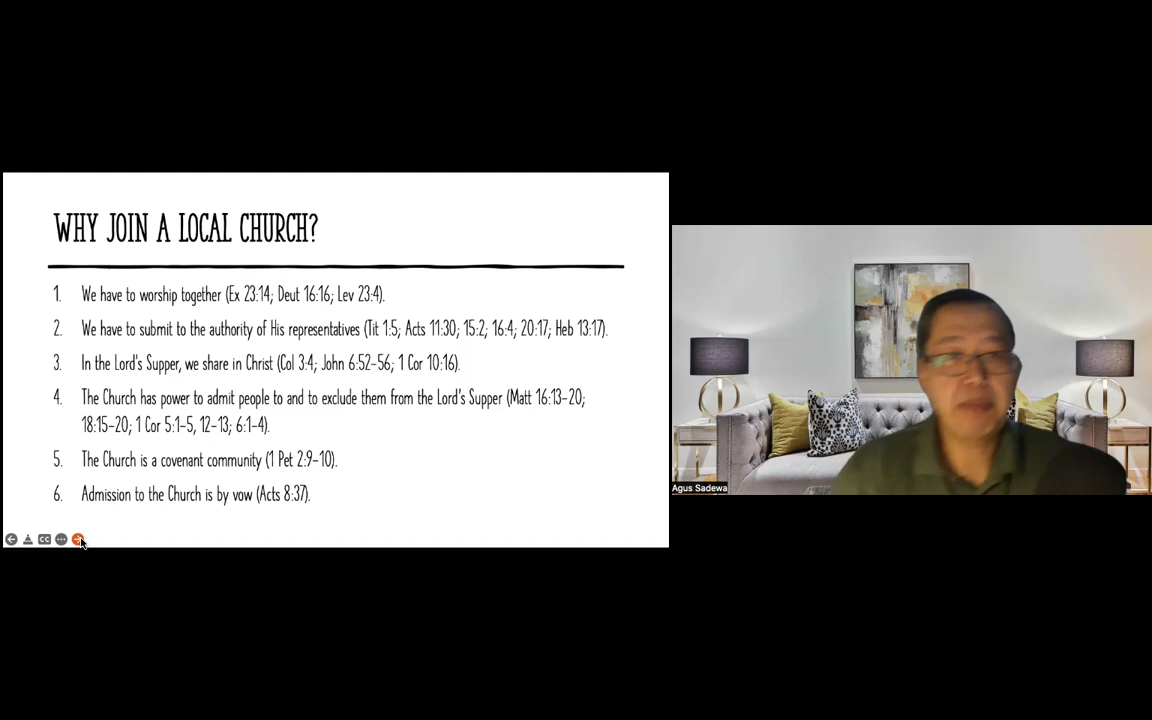 WHY JOIN A LOCAL CHURCH?
1. We have to worship together (Ex 23:14; Deut 16:16; Lev 23:4).
2. We have to submit to the authority of His representatives (Tit 1:5; Acts 11:30; 15:2; 16:4; 20:17; Heb 13:17).
3. In the Lord's Supper, we share in Christ (Col 3:4; John 6:52-56; 1 Cor 10:16).
4. The Church has power to admit people to and to exclude them from the Lord's Supper (Matt 16:13-20;
18:15-20; 1 Cor 5:1-5, 12-13; 6:1-4).
5. The Church is a covenant community (1 Pet 2:9-10).
6. Admission to the Church is by vow (Acts 8:37).
CC
Agus Sadewa